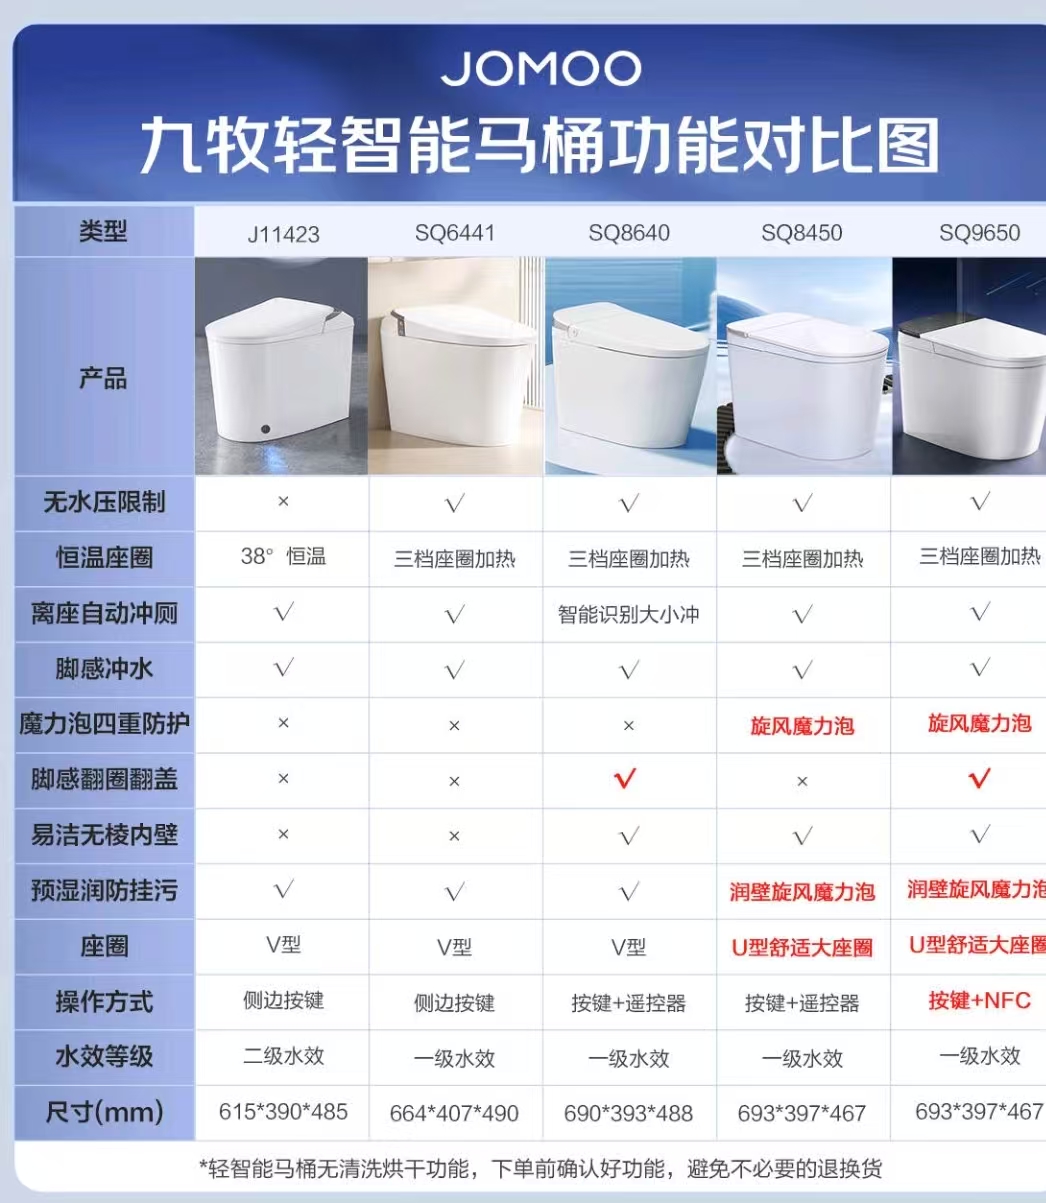 JOMOO
九牧轻智能马桶功能对比图
类型 J11423 SQ6441 SQ8640 SQ8450 SQ9650
产品
无水压限制 × √ √ √ √
恒温座圈 38°恒温 三档座圈加热 三档座圈加热 三档座圈加热 三档座圈加热
离座自动冲厕 √ √ 智能识别大小冲 √ √
脚感冲水 √ √ √ √ √
魔力泡四重防护 × × × 旋风魔力泡 旋风魔力泡
脚感翻圈翻盖 × × √ × √
易洁无棱内壁 × × √ √ √
预湿润防挂污 √ √ √ 润壁旋风魔力泡 润壁旋风魔力泡
座圈 V型 V型 V型 U型舒适大座圈 U型舒适大座圈
操作方式 侧边按键 侧边按键 按键+遥控器 按键+遥控器 按键+NFC
水效等级 二级水效 一级水效 一级水效 一级水效 一级水效
尺寸(mm) 615*390*485 664*407*490 690*393*488 693*397*467 693*397*467
*轻智能马桶无清洗烘干功能，下单前确认好功能，避免不必要的退换货